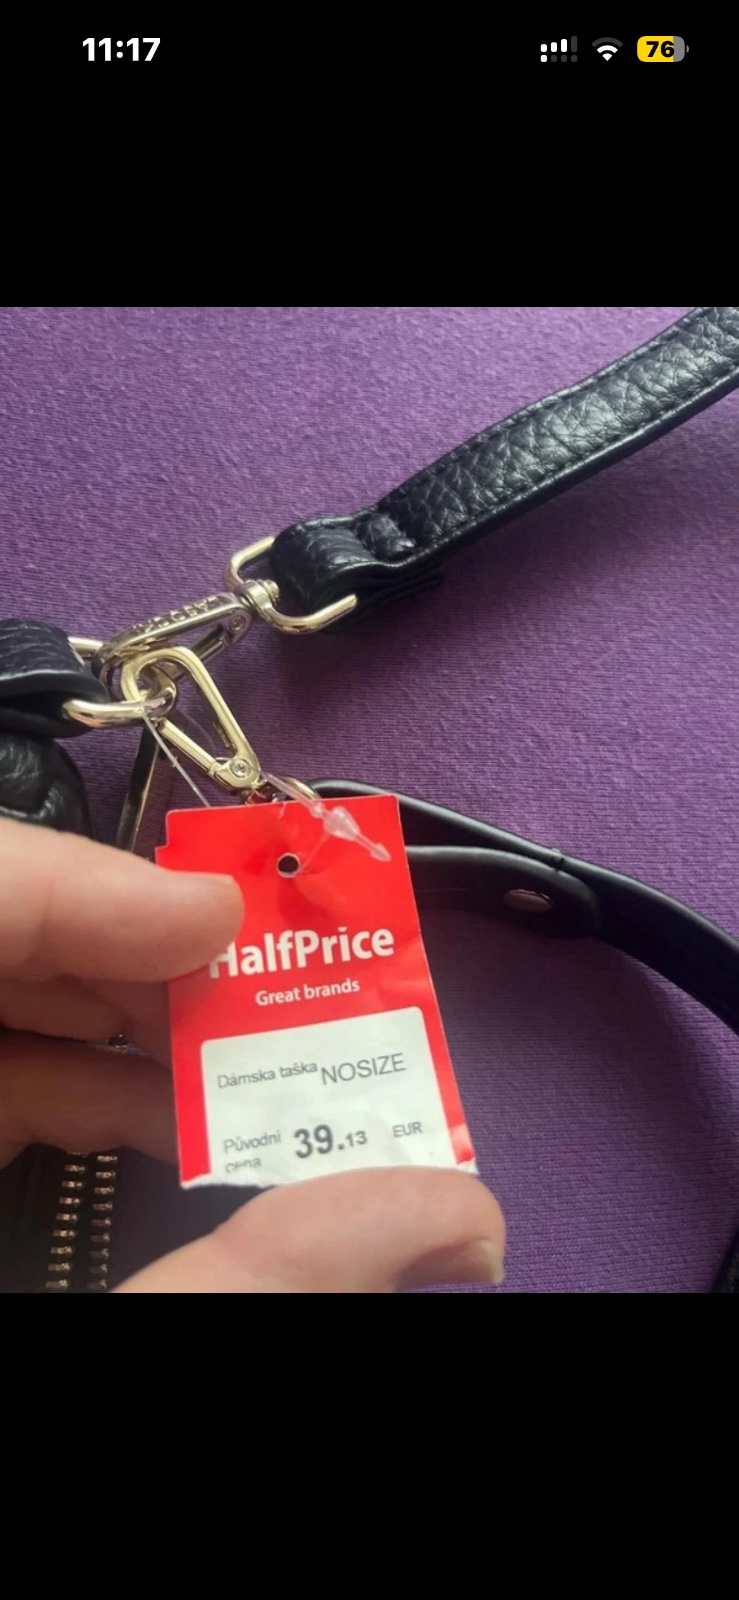 11:17
76
HalfPrice
Great brands
Dámska taška NOSIZE
Původní cena 39.13 EUR